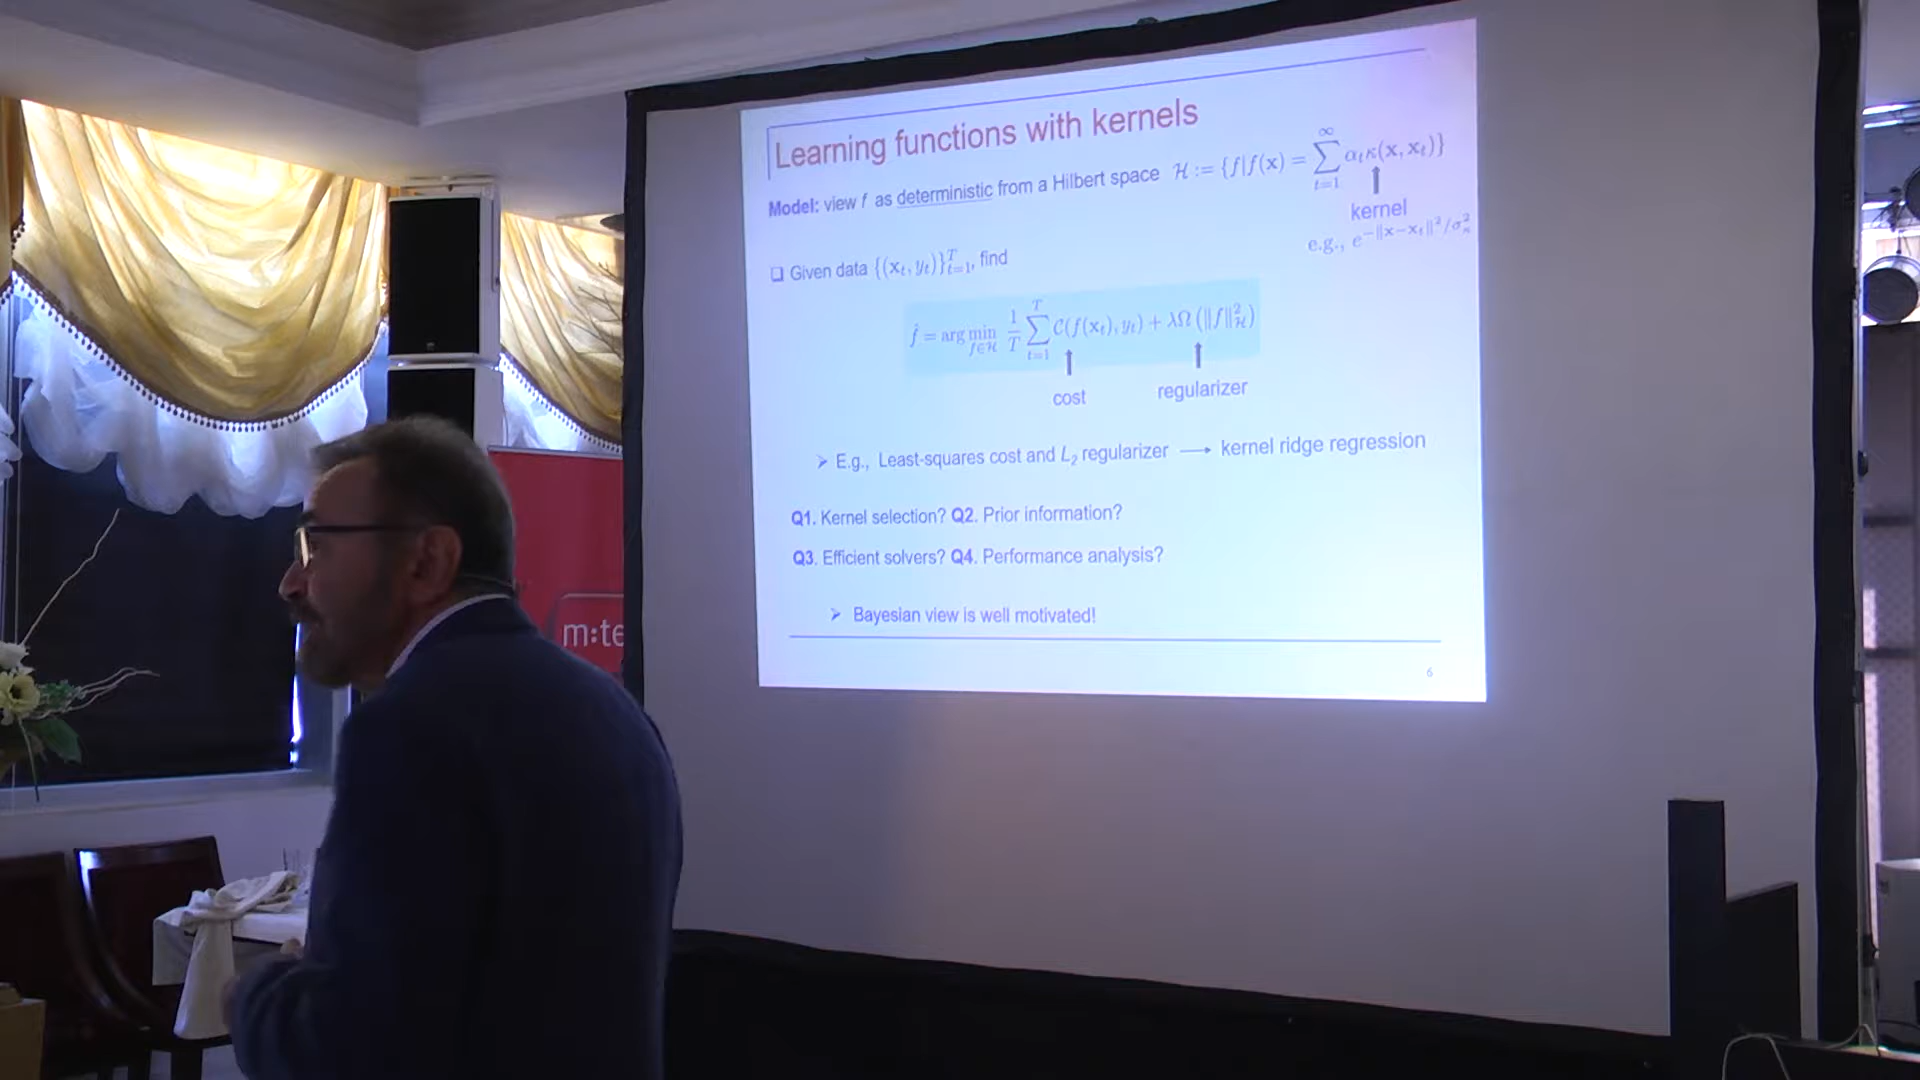 Learning functions with kernels
Model: view f as deterministic from a Hilbert space ℋ := {f|f(x) = ∑_{t=1}^{∞} α_t κ(x, x_t)}
kernel
e.g., e^{−‖x−x_t‖²/σ_κ²}
❑ Given data {(x_t, y_t)}_{t=1}^{T}, find
f̂ = arg min_{f∈ℋ} 1/T ∑_{t=1}^{T} C(f(x_t), y_t) + λΩ(‖f‖²_ℋ)
cost regularizer
➢ E.g., Least-squares cost and L₂ regularizer ⟶ kernel ridge regression
Q1. Kernel selection? Q2. Prior information?
Q3. Efficient solvers? Q4. Performance analysis?
➢ Bayesian view is well motivated!
6
m:te